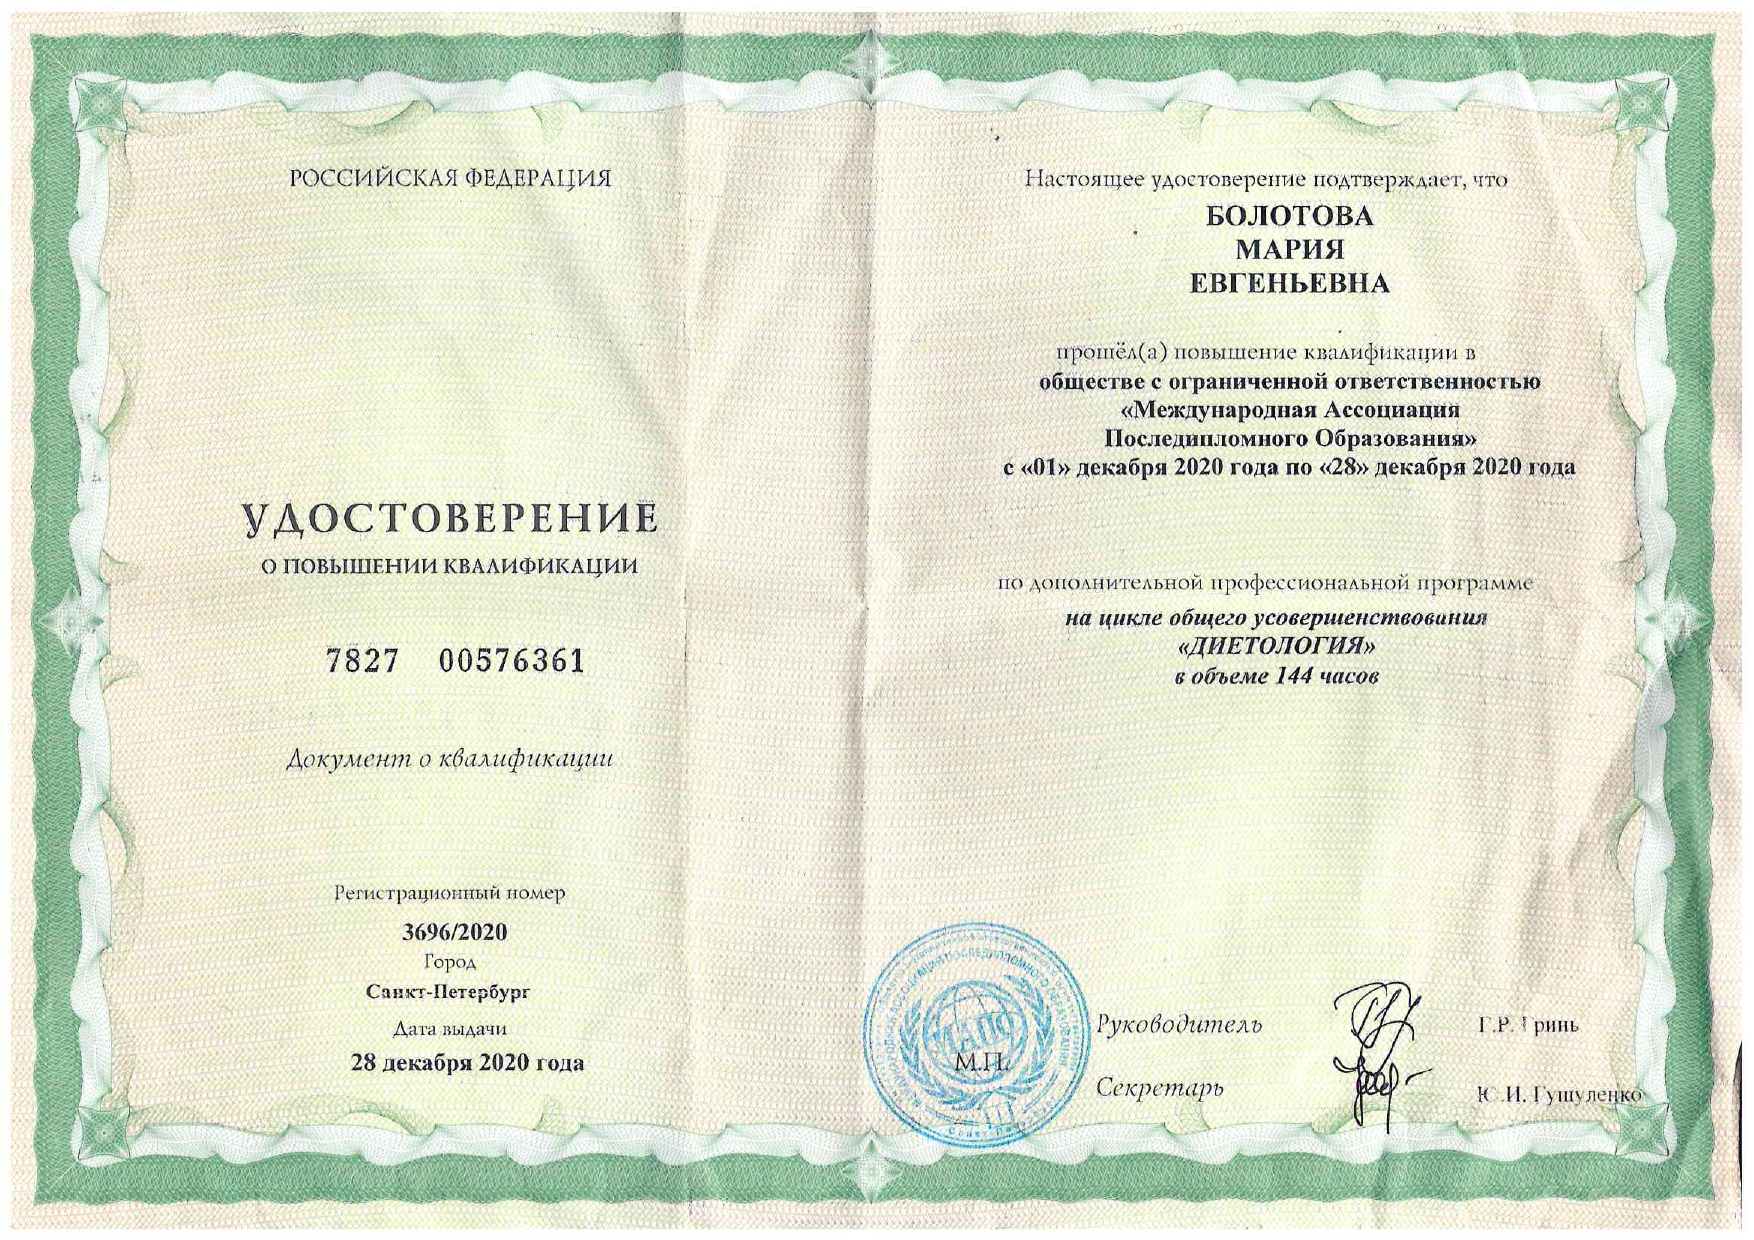 РОССИЙСКАЯ ФЕДЕРАЦИЯ
УДОСТОВЕРЕНИЕ
О ПОВЫШЕНИИ КВАЛИФИКАЦИИ
7827 00576361
Документ о квалификации
Регистрационный номер
3696/2020
Город
Санкт-Петербург
Дата выдачи
28 декабря 2020 года
Настоящее удостоверение подтверждает, что
БОЛОТОВА
МАРИЯ
ЕВГЕНЬЕВНА
прошёл(а) повышение квалификации в
обществе с ограниченной ответственностью
«Международная Ассоциация
Последипломного Образования»
с «01» декабря 2020 года по «28» декабря 2020 года
по дополнительной профессиональной программе
на цикле общего усовершенствования
«ДИЕТОЛОГИЯ»
в объеме 144 часов
МАПО
М.П.
Руководитель
Г.Р. Гринь
Секретарь
Ю.И. Гушуленко